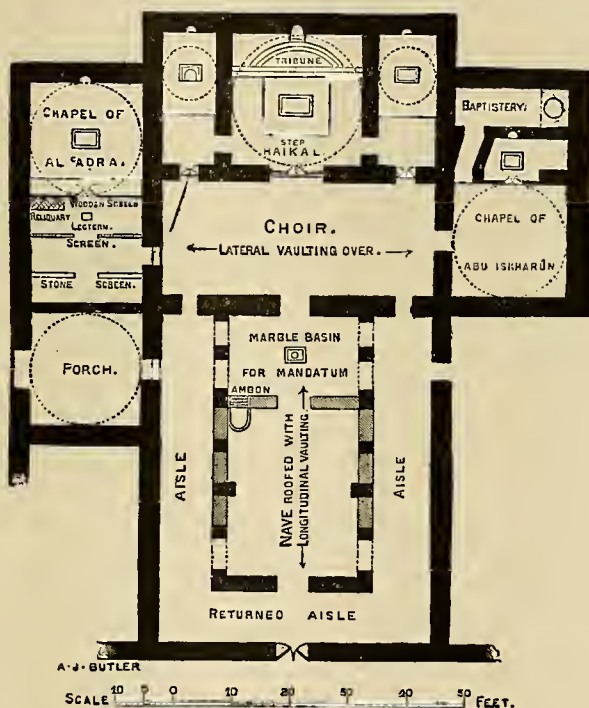 TRIBUNE
CHAPEL OF
AL ʿADRA.
STEP
HAIKAL.
BAPTISTERY.
WOODEN SCREEN
RELIQUARY
LECTERN.
SCREEN.
STONE SCREEN.
CHOIR.
LATERAL VAULTING OVER.
CHAPEL OF
ABU ISKHARÛN
PORCH.
MARBLE BASIN
FOR MANDATUM
AMBON
AISLE
NAVE ROOFED WITH
LONGITUDINAL VAULTING
AISLE
RETURNED AISLE
A.J. BUTLER
SCALE 10 5 0 10 20 30 40 50 FEET.